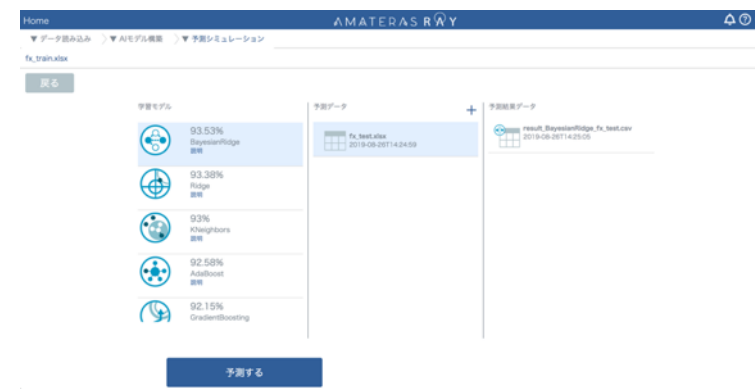 Home
AMATERAS RAY
▼ データ読み込み
▼ AIモデル構築
▼ 予測シミュレーション
fx_train.xlsx
戻る
学習モデル
93.53%
BayesianRidge
説明
93.38%
Ridge
説明
93%
KNeighbors
説明
92.58%
AdaBoost
説明
92.15%
GradientBoosting
予測データ
+
fx_test.xlsx
2019-08-26T14:24:59
予測結果データ
result_BayesianRidge_fx_test.csv
2019-08-26T14:25:05
予測する